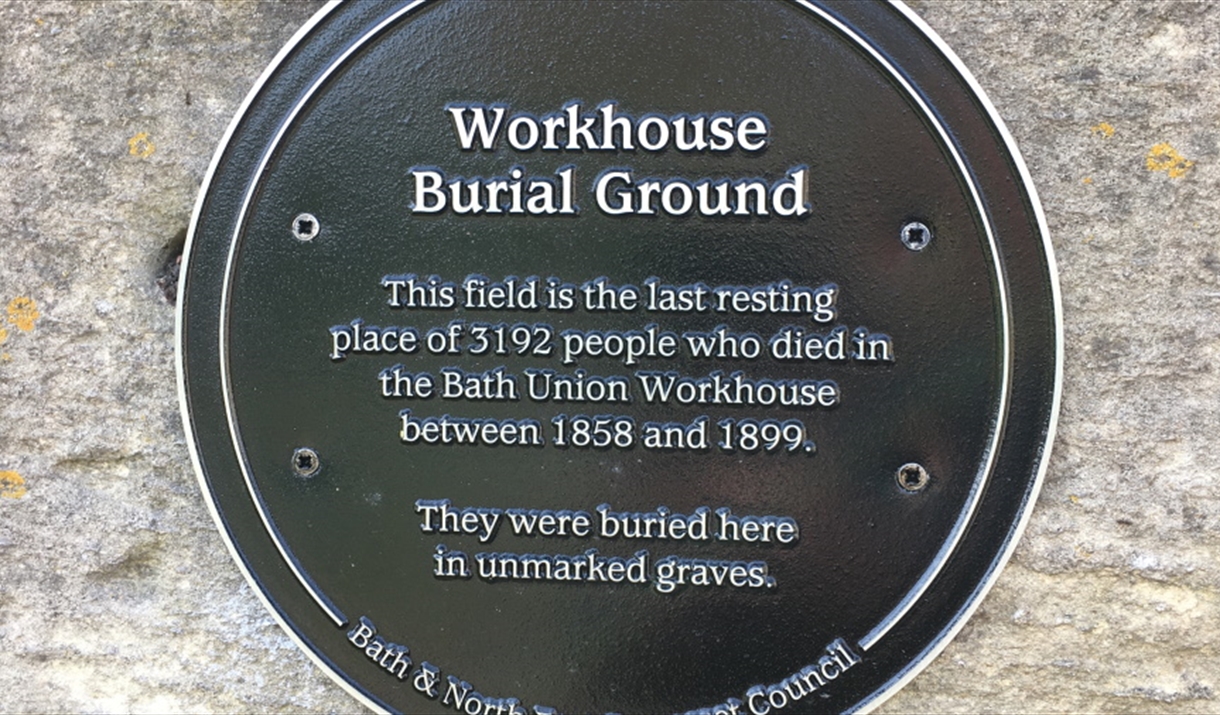 Workhouse
Burial Ground
This field is the last resting
place of 3192 people who died in
the Bath Union Workhouse
between 1858 and 1899.
They were buried here
in unmarked graves.
Bath & North Council